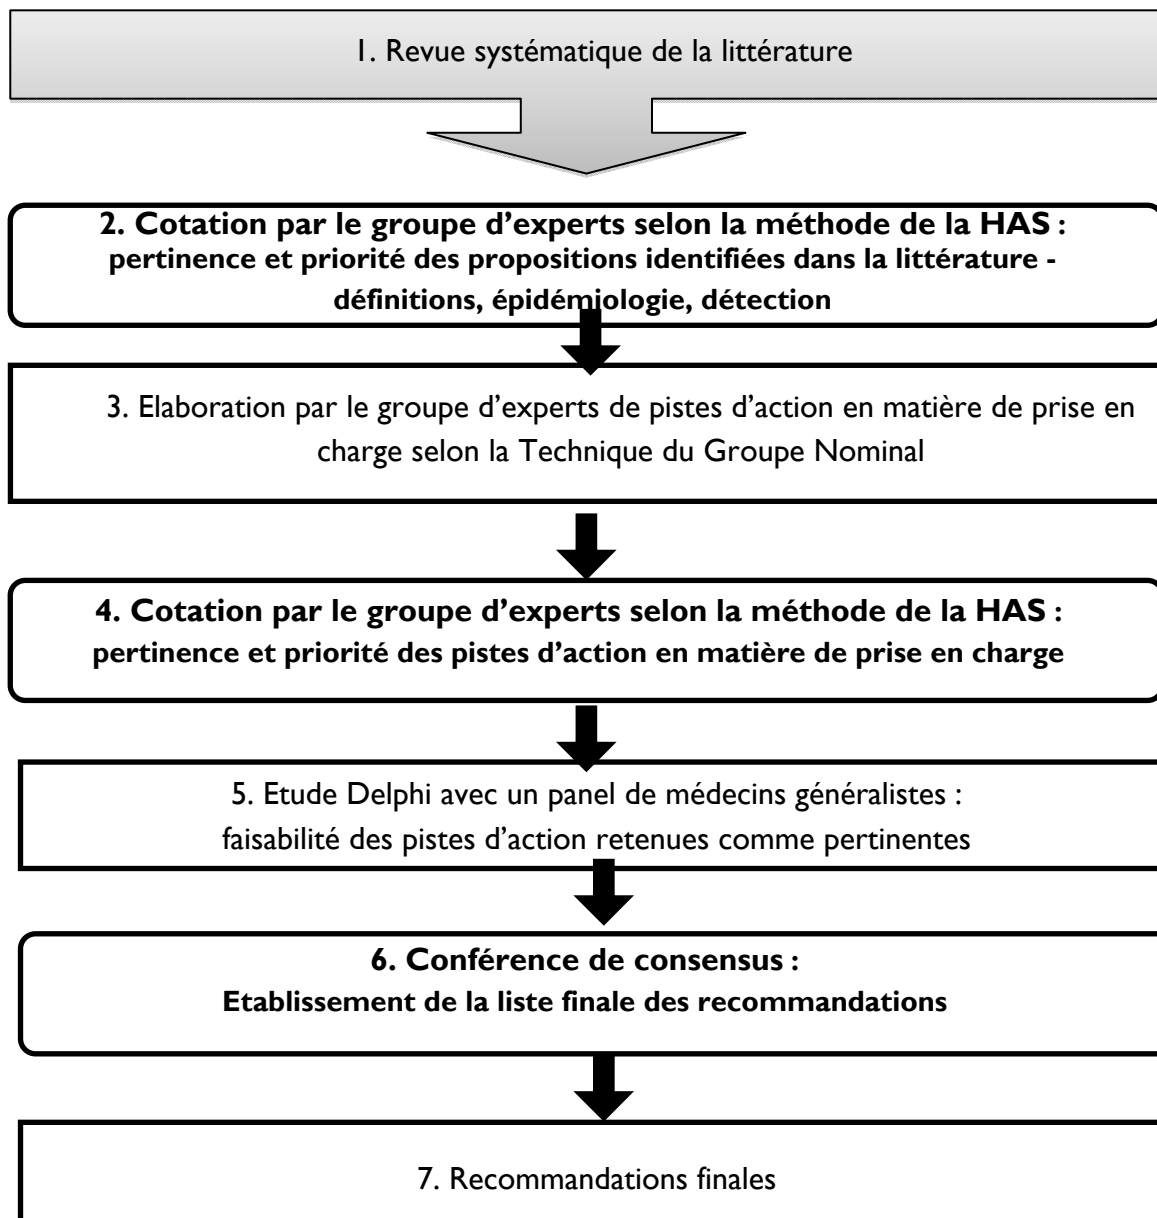 1. Revue systématique de la littérature
2. Cotation par le groupe d’experts selon la méthode de la HAS :
pertinence et priorité des propositions identifiées dans la littérature -
définitions, épidémiologie, détection
3. Elaboration par le groupe d’experts de pistes d’action en matière de prise en
charge selon la Technique du Groupe Nominal
4. Cotation par le groupe d’experts selon la méthode de la HAS :
pertinence et priorité des pistes d’action en matière de prise en charge
5. Etude Delphi avec un panel de médecins généralistes :
faisabilité des pistes d’action retenues comme pertinentes
6. Conférence de consensus :
Etablissement de la liste finale des recommandations
7. Recommandations finales